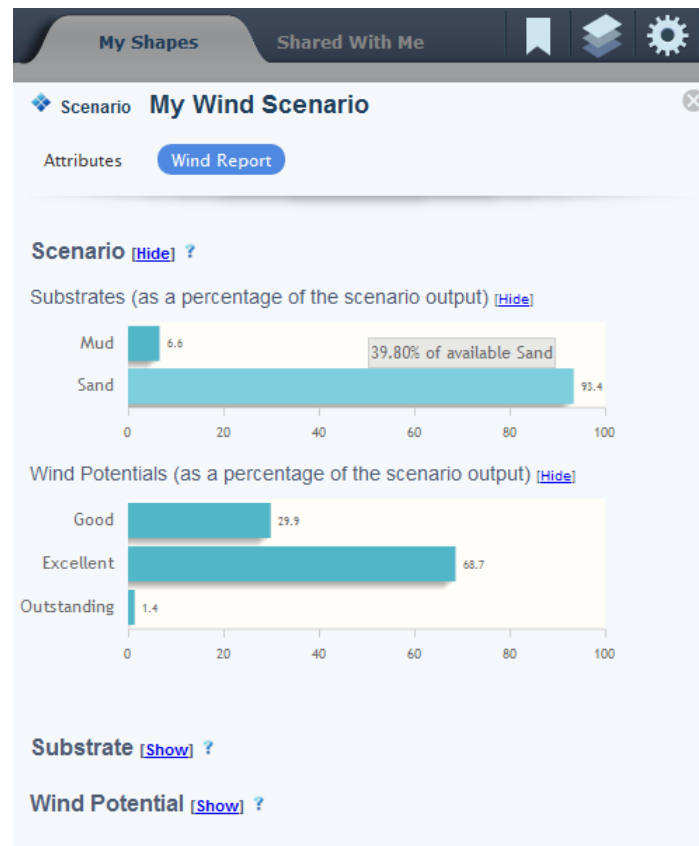 My Shapes Shared With Me
Scenario My Wind Scenario
Attributes Wind Report
Scenario [Hide] ?
Substrates (as a percentage of the scenario output) [Hide]
Mud 6.6
39.80% of available Sand
Sand 93.4
0 20 40 60 80 100
Wind Potentials (as a percentage of the scenario output) [Hide]
Good 29.9
Excellent 68.7
Outstanding 1.4
0 20 40 60 80 100
Substrate [Show] ?
Wind Potential [Show] ?